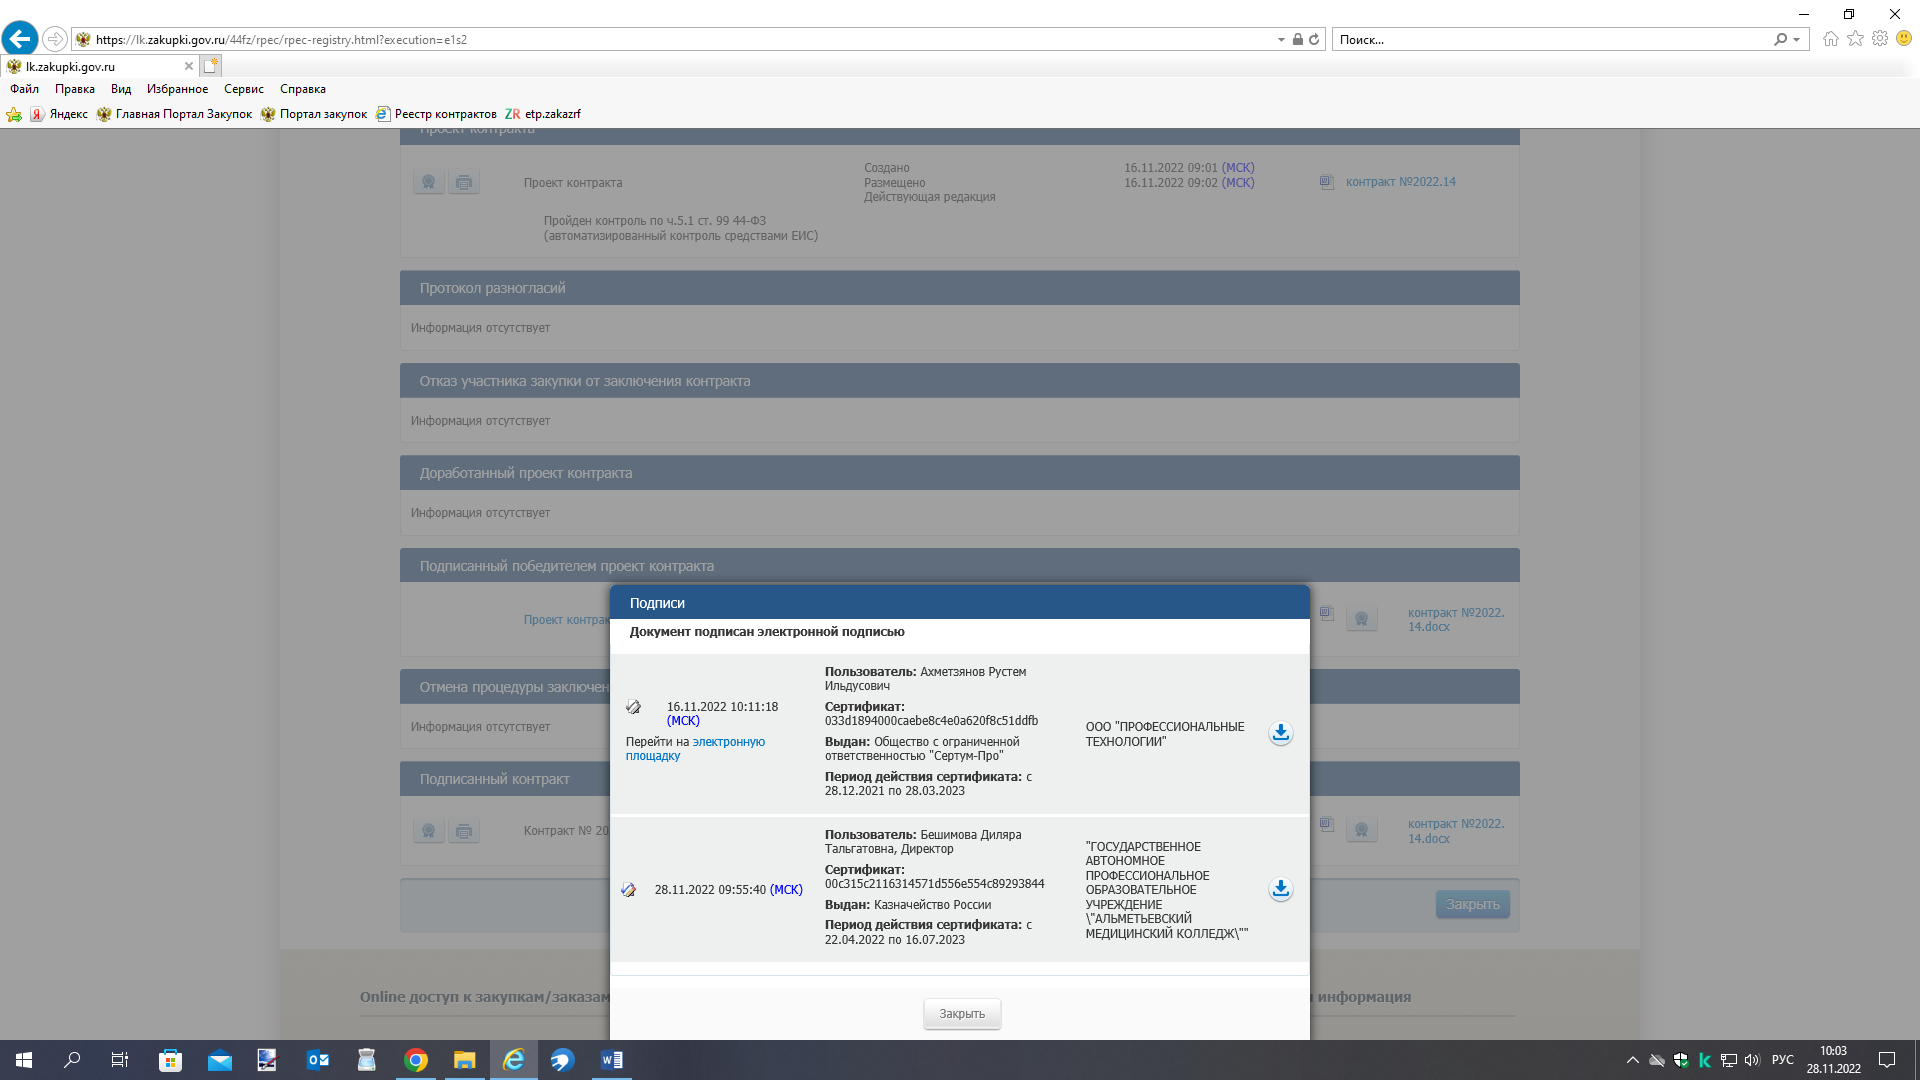 https://lk.zakupki.gov.ru/44fz/rpec/rpec-registry.html?execution=e1s2
Поиск...
lk.zakupki.gov.ru
Файл Правка Вид Избранное Сервис Справка
Яндекс Главная Портал Закупок Портал закупок Реестр контрактов ZR etp.zakazrf
Проект контракта
Создано 16.11.2022 09:01 (МСК)
Проект контракта Размещено 16.11.2022 09:02 (МСК) контракт №2022.14
Действующая редакция
Пройден контроль по ч.5.1 ст. 99 44-ФЗ
(автоматизированный контроль средствами ЕИС)
Протокол разногласий
Информация отсутствует
Отказ участника закупки от заключения контракта
Информация отсутствует
Доработанный проект контракта
Информация отсутствует
Подписанный победителем проект контракта
Проект контрак
контракт №2022.
14.docx
Отмена процедуры заключен
Информация отсутствует
Подписанный контракт
Контракт № 20
контракт №2022.
14.docx
Закрыть
Online доступ к закупкам/заказам
информация
Подписи
Документ подписан электронной подписью
16.11.2022 10:11:18
(МСК)
Перейти на электронную
площадку
Пользователь: Ахметзянов Рустем
Ильдусович
Сертификат:
033d1894000caebe8c4e0a620f8c51ddfb
Выдан: Общество с ограниченной
ответственностью "Сертум-Про"
Период действия сертификата: с
28.12.2021 по 28.03.2023
ООО "ПРОФЕССИОНАЛЬНЫЕ
ТЕХНОЛОГИИ"
28.11.2022 09:55:40 (МСК)
Пользователь: Бешимова Диляра
Тальгатовна, Директор
Сертификат:
00c315c2116314571d556e554c89293844
Выдан: Казначейство России
Период действия сертификата: с
22.04.2022 по 16.07.2023
"ГОСУДАРСТВЕННОЕ
АВТОНОМНОЕ
ПРОФЕССИОНАЛЬНОЕ
ОБРАЗОВАТЕЛЬНОЕ
УЧРЕЖДЕНИЕ
\"АЛЬМЕТЬЕВСКИЙ
МЕДИЦИНСКИЙ КОЛЛЕДЖ\""
Закрыть
РУС
10:03
28.11.2022